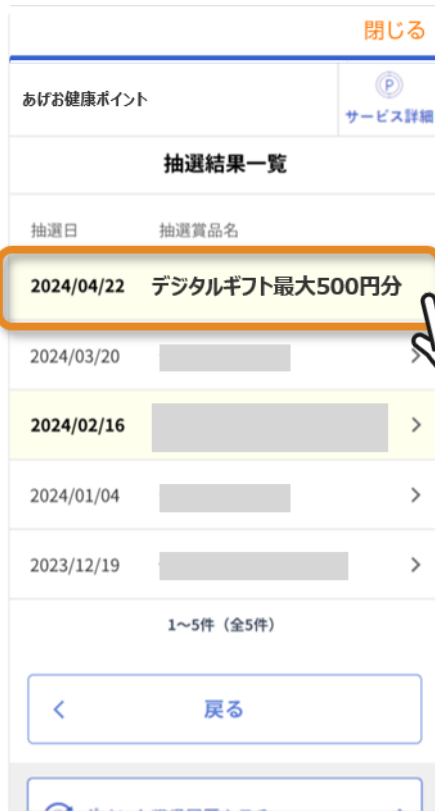 閉じる
あげお健康ポイント
P
サービス詳細
抽選結果一覧
抽選日 抽選賞品名
2024/04/22 デジタルギフト最大500円分
2024/03/20
2024/02/16
2024/01/04
2023/12/19
1〜5件（全5件）
戻る